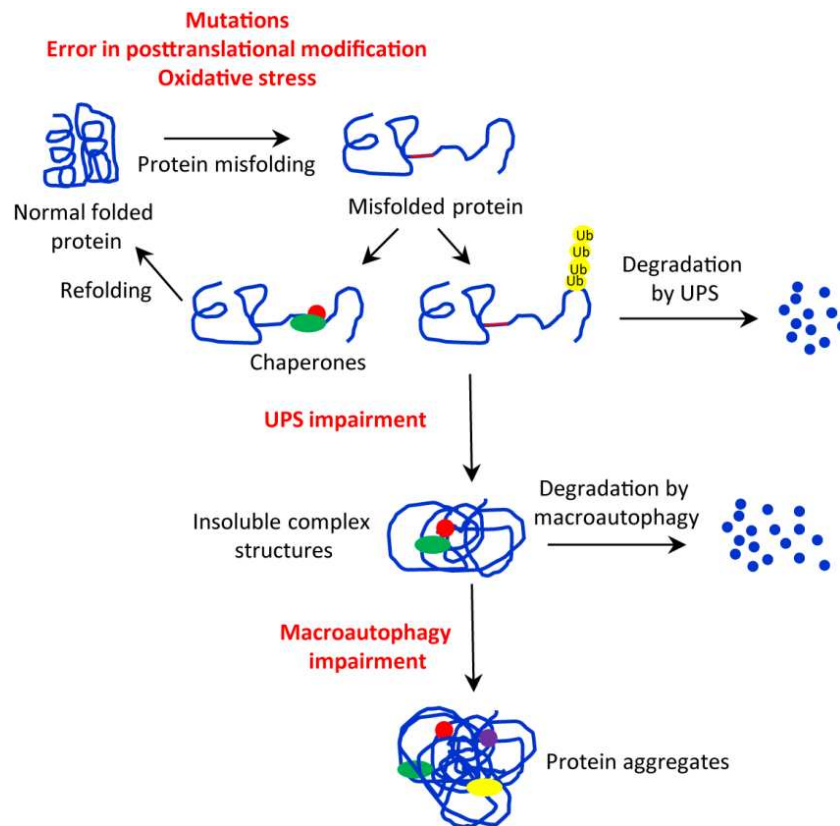 Mutations
Error in posttranslational modification
Oxidative stress
Protein misfolding
Normal folded
protein
Misfolded protein
Refolding
Chaperones
Ub
Ub
Ub
Ub
Degradation
by UPS
UPS impairment
Insoluble complex
structures
Degradation by
macroautophagy
Macroautophagy
impairment
Protein aggregates